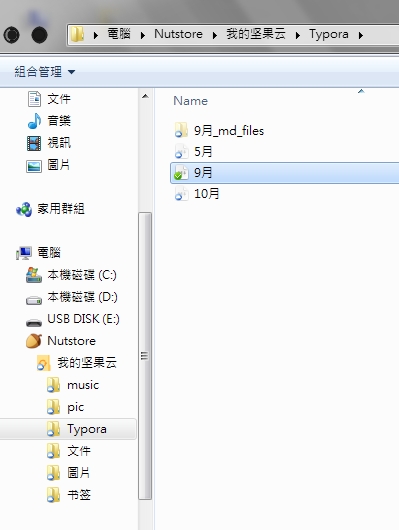 電腦 Nutstore 我的坚果云 Typora
組合管理
文件
音樂
視訊
圖片
家用群組
電腦
本機磁碟 (C:)
本機磁碟 (D:)
USB DISK (E:)
Nutstore
我的坚果云
music
pic
Typora
文件
圖片
书签
Name
9月_md_files
5月
9月
10月